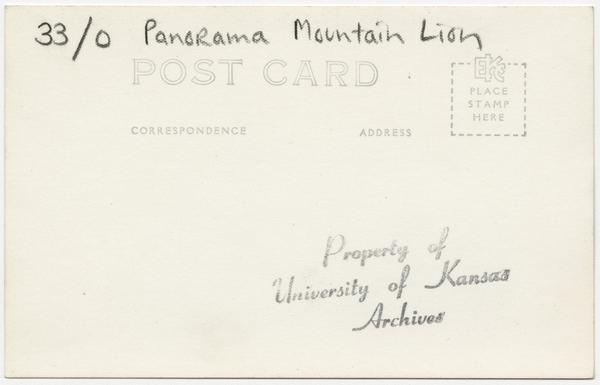 33/0 Panorama Mountain Lion
POST CARD
EKC
PLACE
STAMP
HERE
CORRESPONDENCE
ADDRESS
Property of
University of Kansas
Archives